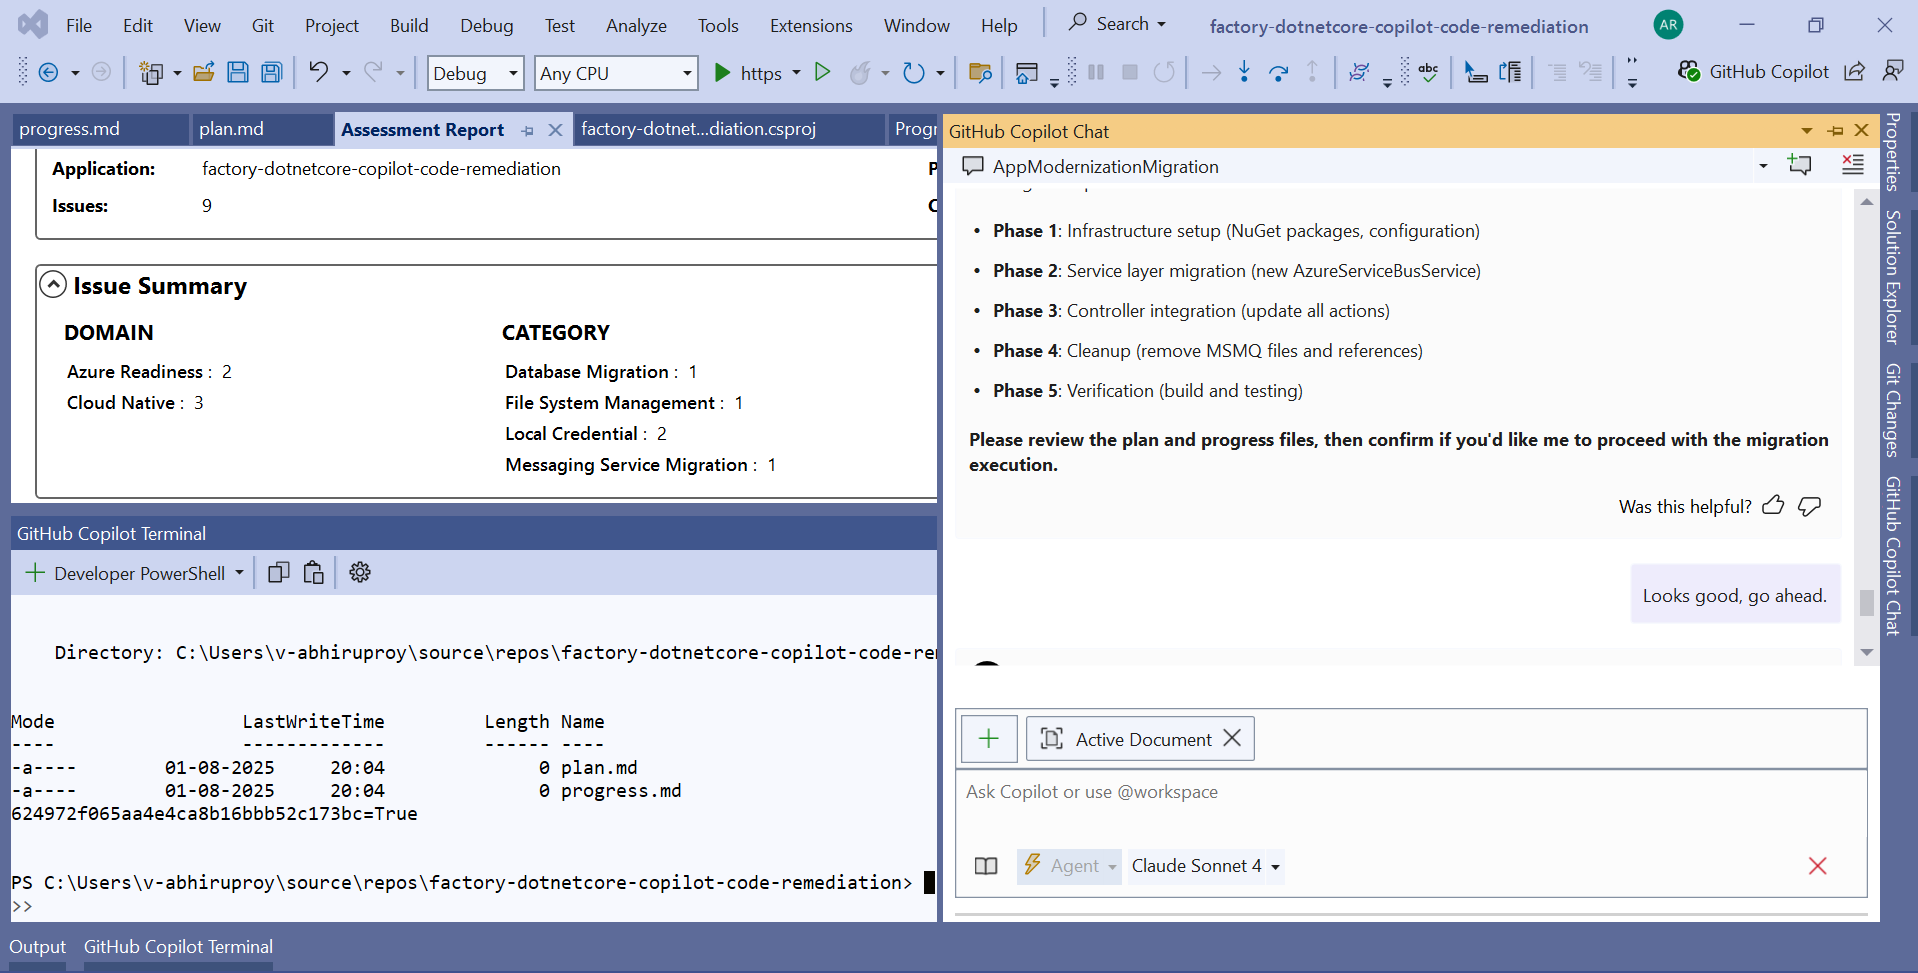 File Edit View Git Project Build Debug Test Analyze Tools Extensions Window Help Search factory-dotnetcore-copilot-code-remediation AR
Debug Any CPU https abc GitHub Copilot
progress.md plan.md Assessment Report factory-dotnet...diation.csproj Progr
Application: factory-dotnetcore-copilot-code-remediation P
Issues: 9 C
Issue Summary
DOMAIN CATEGORY
Azure Readiness : 2
Cloud Native : 3
Database Migration : 1
File System Management : 1
Local Credential : 2
Messaging Service Migration : 1
GitHub Copilot Terminal
Developer PowerShell
Directory: C:\Users\v-abhiruproy\source\repos\factory-dotnetcore-copilot-code-re
Mode LastWriteTime Length Name
---- ------------- ------ ----
-a---- 01-08-2025 20:04 0 plan.md
-a---- 01-08-2025 20:04 0 progress.md
624972f065aa4e4ca8b16bbb52c173bc=True
PS C:\Users\v-abhiruproy\source\repos\factory-dotnetcore-copilot-code-remediation>
>>
Output GitHub Copilot Terminal
GitHub Copilot Chat
AppModernizationMigration
• Phase 1: Infrastructure setup (NuGet packages, configuration)
• Phase 2: Service layer migration (new AzureServiceBusService)
• Phase 3: Controller integration (update all actions)
• Phase 4: Cleanup (remove MSMQ files and references)
• Phase 5: Verification (build and testing)
Please review the plan and progress files, then confirm if you'd like me to proceed with the migration
execution.
Was this helpful?
Looks good, go ahead.
Active Document
Ask Copilot or use @workspace
Agent Claude Sonnet 4
Properties
Solution Explorer
Git Changes
GitHub Copilot Chat